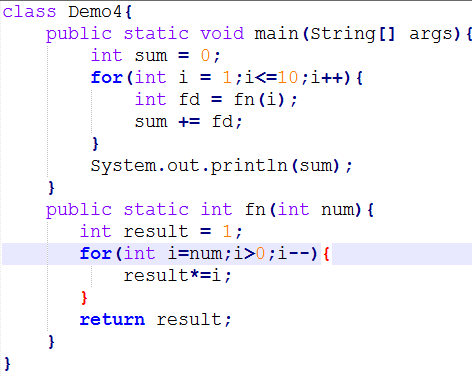 class Demo4{
    public static void main(String[] args){
        int sum = 0;
        for(int i = 1;i<=10;i++){
            int fd = fn(i);
            sum += fd;
        }
        System.out.println(sum);
    }
    public static int fn(int num){
       int result = 1;
       for(int i=num;i>0;i--){
           result*=i;
       }
       return result;
    }
}